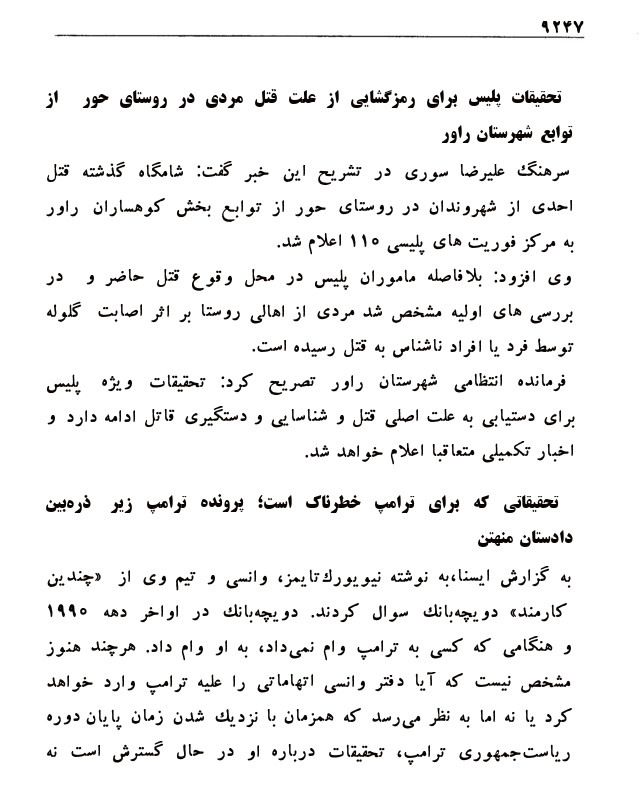 ۹۲۴۷
تحقیقات پلیس برای رمزگشایی از علت قتل مردی در روستای حور از
توابع شهرستان راور
سرهنگ علیرضا سوری در تشریح این خبر گفت: شامگاه گذشته قتل
احدی از شهروندان در روستای حور از توابع بخش کوهساران راور
به مرکز فوریت های پلیسی ۱۱۰ اعلام شد.
وی افزود: بلافاصله ماموران پلیس در محل وقوع قتل حاضر و در
بررسی های اولیه مشخص شد مردی از اهالی روستا بر اثر اصابت گلوله
توسط فرد یا افراد ناشناس به قتل رسیده است.
فرمانده انتظامی شهرستان راور تصریح کرد: تحقیقات ویژه پلیس
برای دستیابی به علت اصلی قتل و شناسایی و دستگیری قاتل ادامه دارد و
اخبار تکمیلی متعاقبا اعلام خواهد شد.
تحقیقاتی که برای ترامپ خطرناک است؛ پرونده ترامپ زیر ذره‌بین
دادستان منهتن
به گزارش ایسنا،به نوشته نیویورک‌تایمز، وانسی و تیم وی از «چندین
کارمند» دویچه‌بانک سوال کردند. دویچه‌بانک در اواخر دهه ۱۹۹۰
و هنگامی که کسی به ترامپ وام نمی‌داد، به او وام داد. هرچند هنوز
مشخص نیست که آیا دفتر وانسی اتهاماتی را علیه ترامپ وارد خواهد
کرد یا نه اما به نظر می‌رسد که همزمان با نزدیک شدن زمان پایان دوره
ریاست‌جمهوری ترامپ، تحقیقات درباره او در حال گسترش است نه